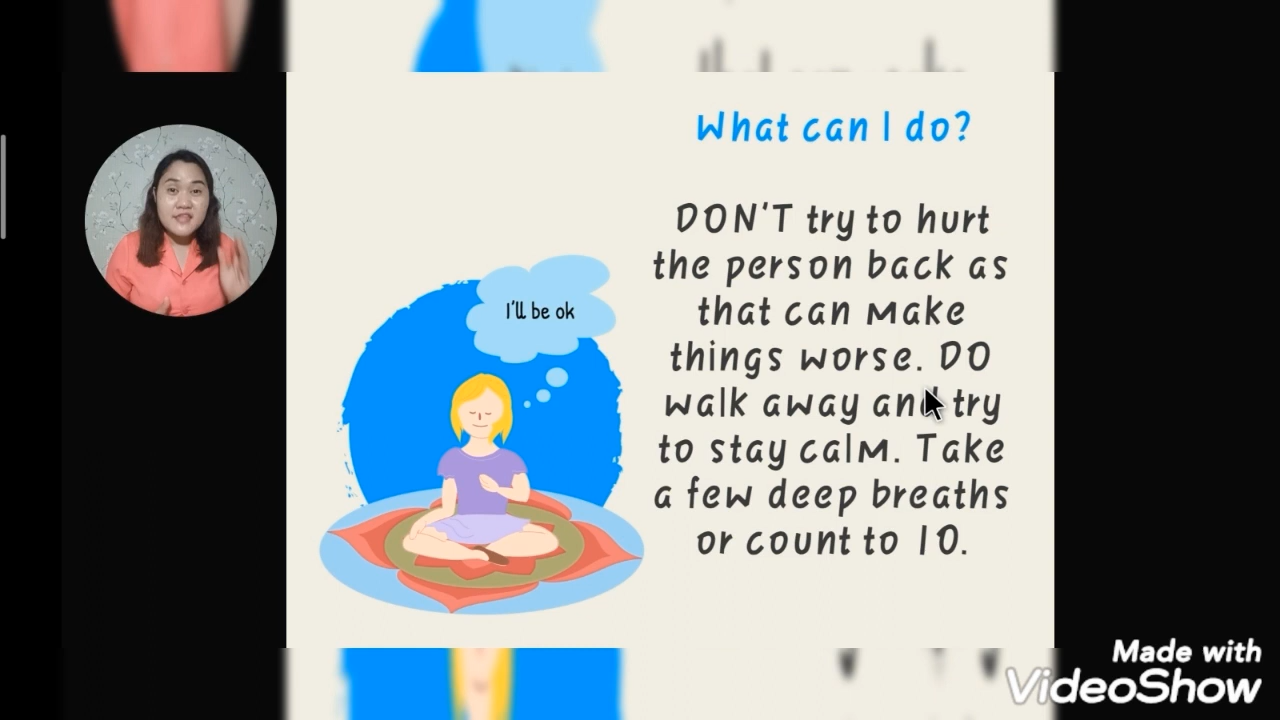 What can I do?
DON'T try to hurt
the person back as
that can make
things worse. DO
walk away and try
to stay calm. Take
a few deep breaths
or count to 10.
I'll be ok
Made with
VideoShow